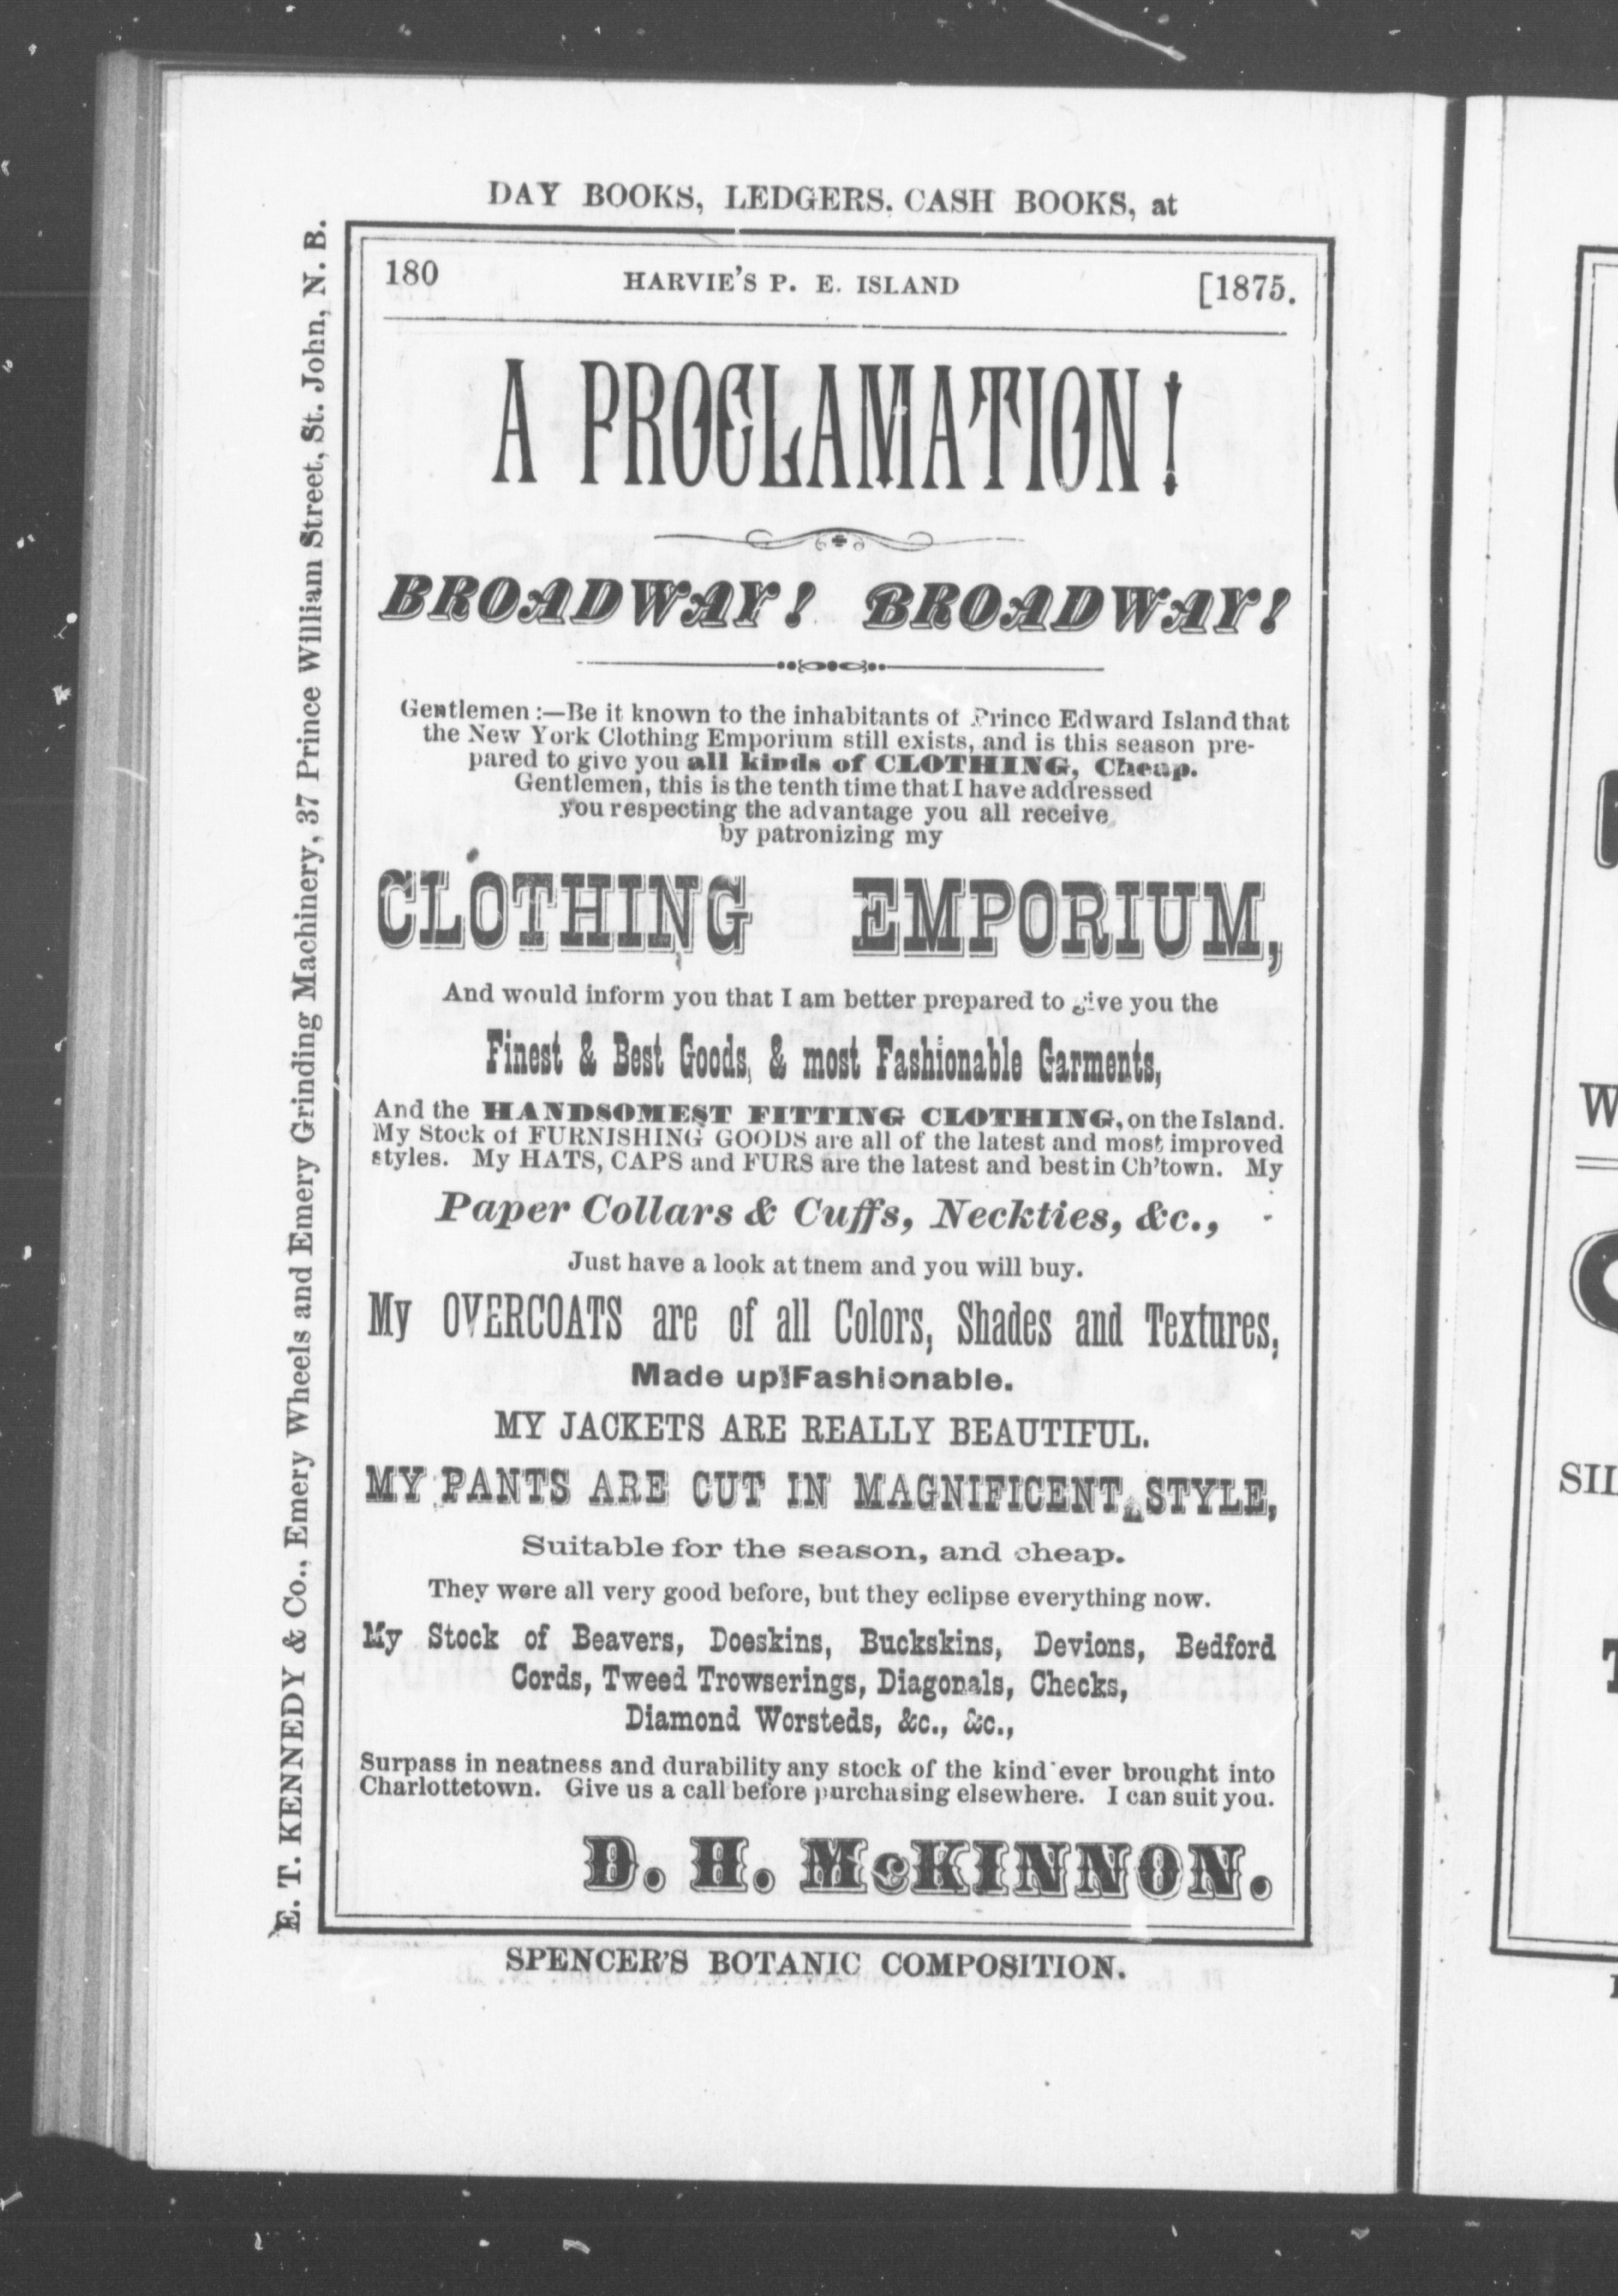 DAY BOOKS, LEDGERS. CASH BOOKS, at
180 HARVIE'S P. E. ISLAND [1875.
A PROCLAMATION!
BROADWAY! BROADWAY!
Gentlemen :—Be it known to the inhabitants of Prince Edward Island that
the New York Clothing Emporium still exists, and is this season pre-
pared to give you all kinds of CLOTHING, Cheap.
Gentlemen, this is the tenth time that I have addressed
you respecting the advantage you all receive
by patronizing my
CLOTHING EMPORIUM,
And would inform you that I am better prepared to give you the
Finest & Best Goods, & most Fashionable Garments,
And the HANDSOMEST FITTING CLOTHING, on the Island.
My Stock of FURNISHING GOODS are all of the latest and most improved
styles. My HATS, CAPS and FURS are the latest and best in Ch'town. My
Paper Collars & Cuffs, Neckties, &c.,
Just have a look at them and you will buy.
My OVERCOATS are of all Colors, Shades and Textures,
Made up Fashionable.
MY JACKETS ARE REALLY BEAUTIFUL.
MY PANTS ARE CUT IN MAGNIFICENT STYLE,
Suitable for the season, and cheap.
They were all very good before, but they eclipse everything now.
My Stock of Beavers, Doeskins, Buckskins, Devions, Bedford
Cords, Tweed Trowserings, Diagonals, Checks,
Diamond Worsteds, &c., &c.,
Surpass in neatness and durability any stock of the kind ever brought into
Charlottetown. Give us a call before purchasing elsewhere. I can suit you.
D. H. McKINNON.
SPENCER'S BOTANIC COMPOSITION.
E. T. KENNEDY & Co., Emery Wheels and Emery Grinding Machinery, 37 Prince William Street, St. John, N. B.